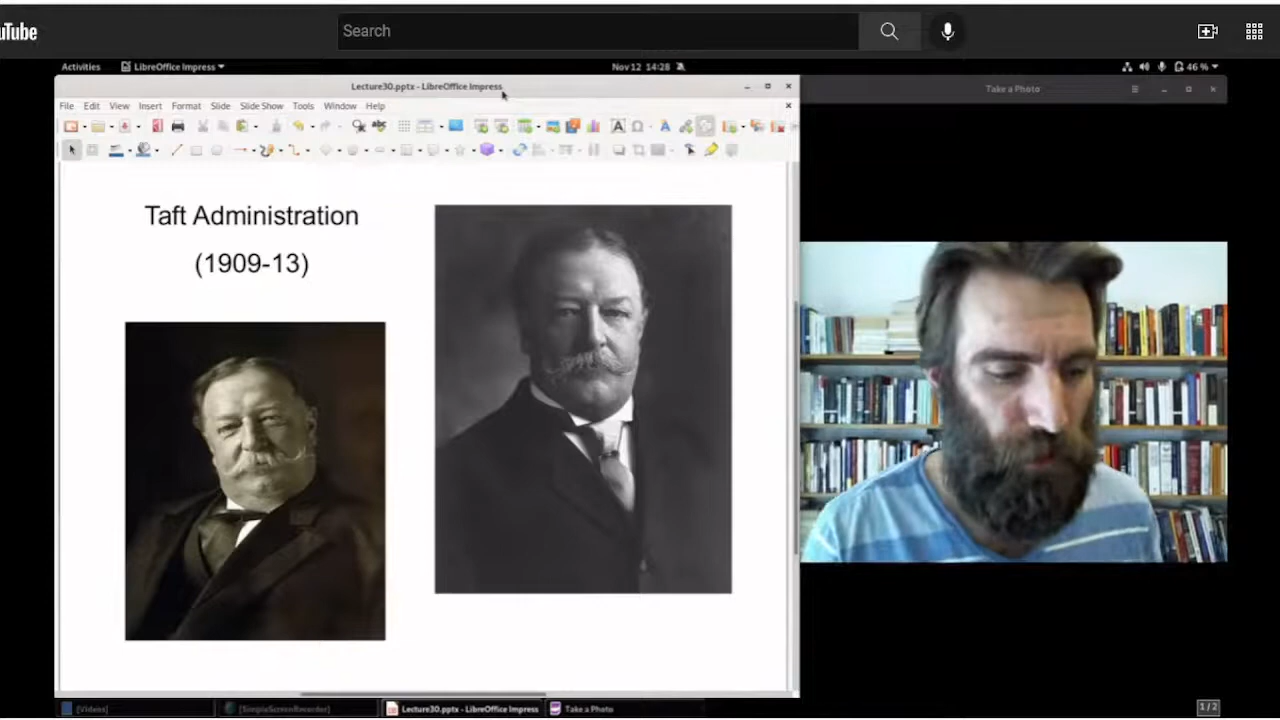 uTube
Search
Activities
LibreOffice Impress
Nov 12 14:28
46 %
Lecture30.pptx - LibreOffice Impress
Take a Photo
File Edit View Insert Format Slide Slide Show Tools Window Help
Taft Administration
(1909-13)
[Videos]
[SimpleScreenRecorder]
Lecture30.pptx - LibreOffice Impress
Take a Photo
1 / 2